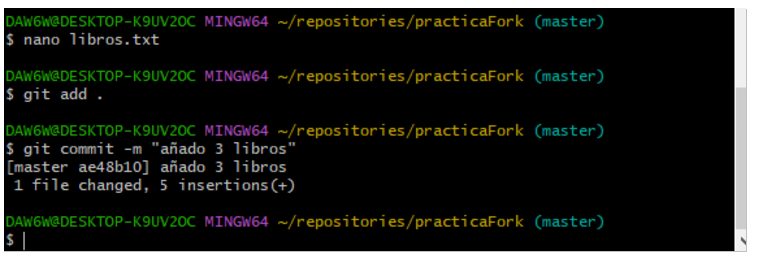 DAW6W@DESKTOP-K9UV2OC MINGW64 ~/repositories/practicaFork (master)
$ nano libros.txt
DAW6W@DESKTOP-K9UV2OC MINGW64 ~/repositories/practicaFork (master)
$ git add .
DAW6W@DESKTOP-K9UV2OC MINGW64 ~/repositories/practicaFork (master)
$ git commit -m "añado 3 libros"
[master ae48b10] añado 3 libros
1 file changed, 5 insertions(+)
DAW6W@DESKTOP-K9UV2OC MINGW64 ~/repositories/practicaFork (master)
$